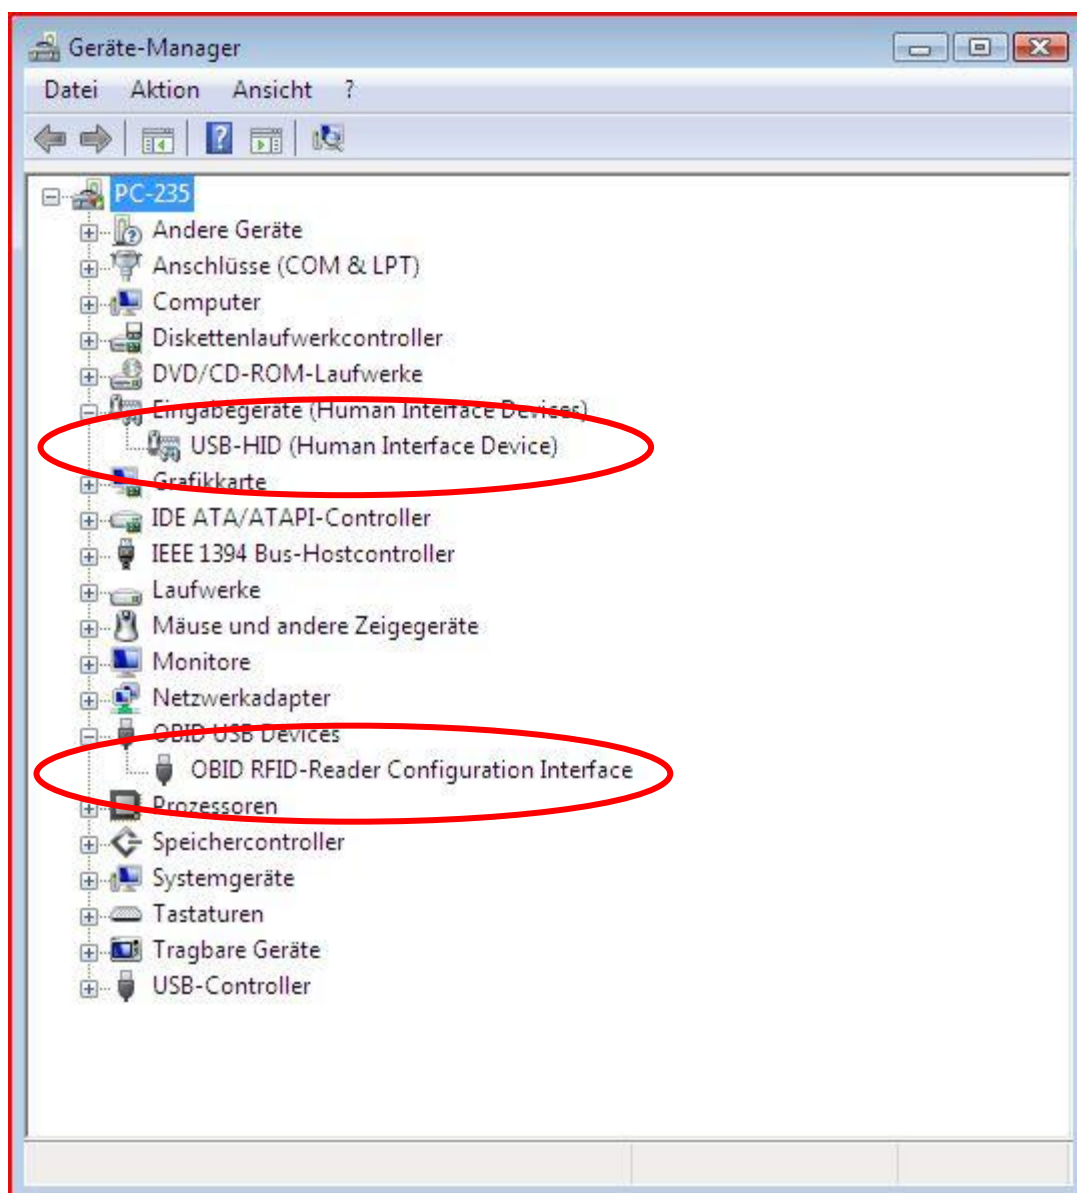 Geräte-Manager
Datei Aktion Ansicht ?
PC-235
Andere Geräte
Anschlüsse (COM & LPT)
Computer
Diskettenlaufwerkcontroller
DVD/CD-ROM-Laufwerke
Eingabegeräte (Human Interface Devices)
USB-HID (Human Interface Device)
Grafikkarte
IDE ATA/ATAPI-Controller
IEEE 1394 Bus-Hostcontroller
Laufwerke
Mäuse und andere Zeigegeräte
Monitore
Netzwerkadapter
OBID USB Devices
OBID RFID-Reader Configuration Interface
Prozessoren
Speichercontroller
Systemgeräte
Tastaturen
Tragbare Geräte
USB-Controller